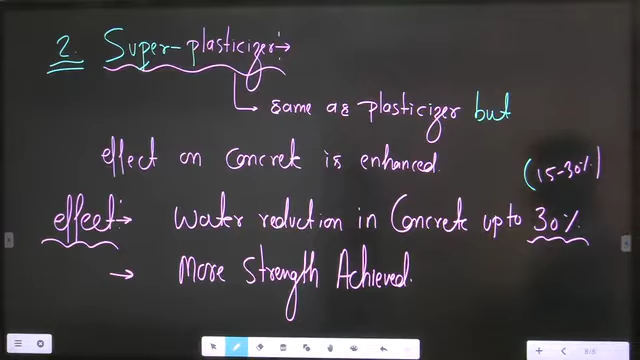 2. Super-plasticizer:→
same as plasticizer but
effect on Concrete is enhanced.
(15-30%)
effect:→ Water reduction in Concrete upto 30%
→ More Strength Achieved.
8/8